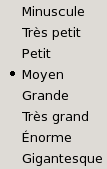 Minuscule
Très petit
Petit
Moyen
Grande
Très grand
Énorme
Gigantesque